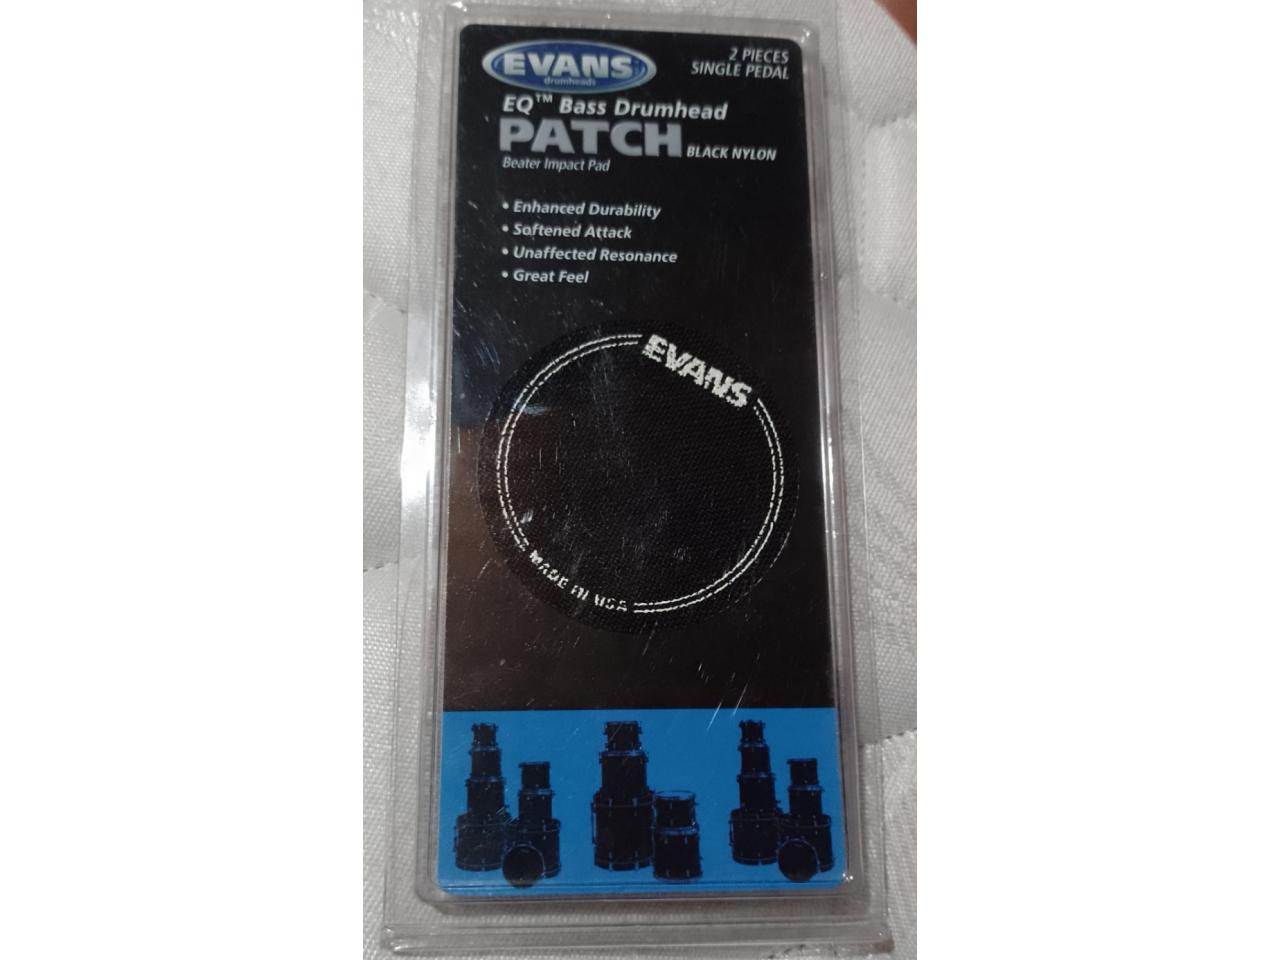 EVANS
drumheads
2 PIECES
SINGLE PEDAL
EQ™ Bass Drumhead
PATCH BLACK NYLON
Beater Impact Pad
• Enhanced Durability
• Softened Attack
• Unaffected Resonance
• Great Feel
EVANS
MADE IN USA